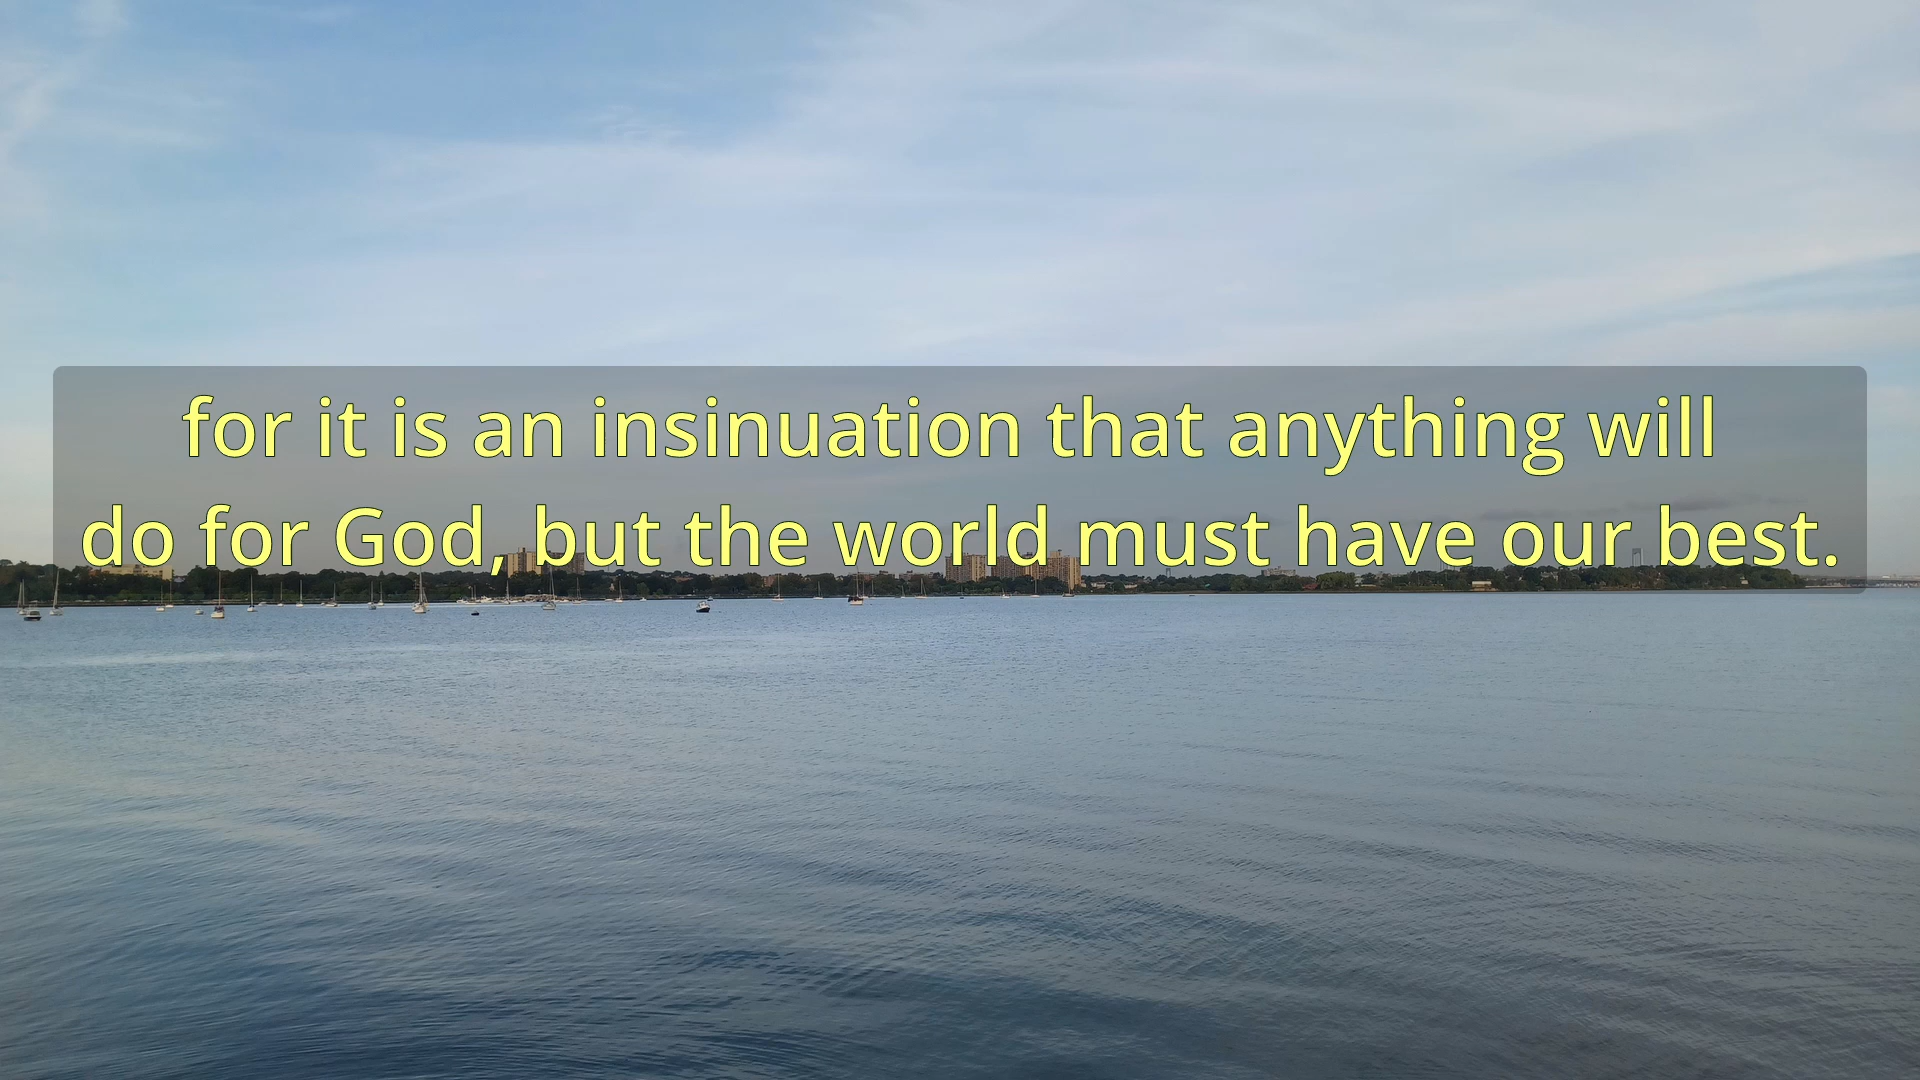 for it is an insinuation that anything will
do for God, but the world must have our best.